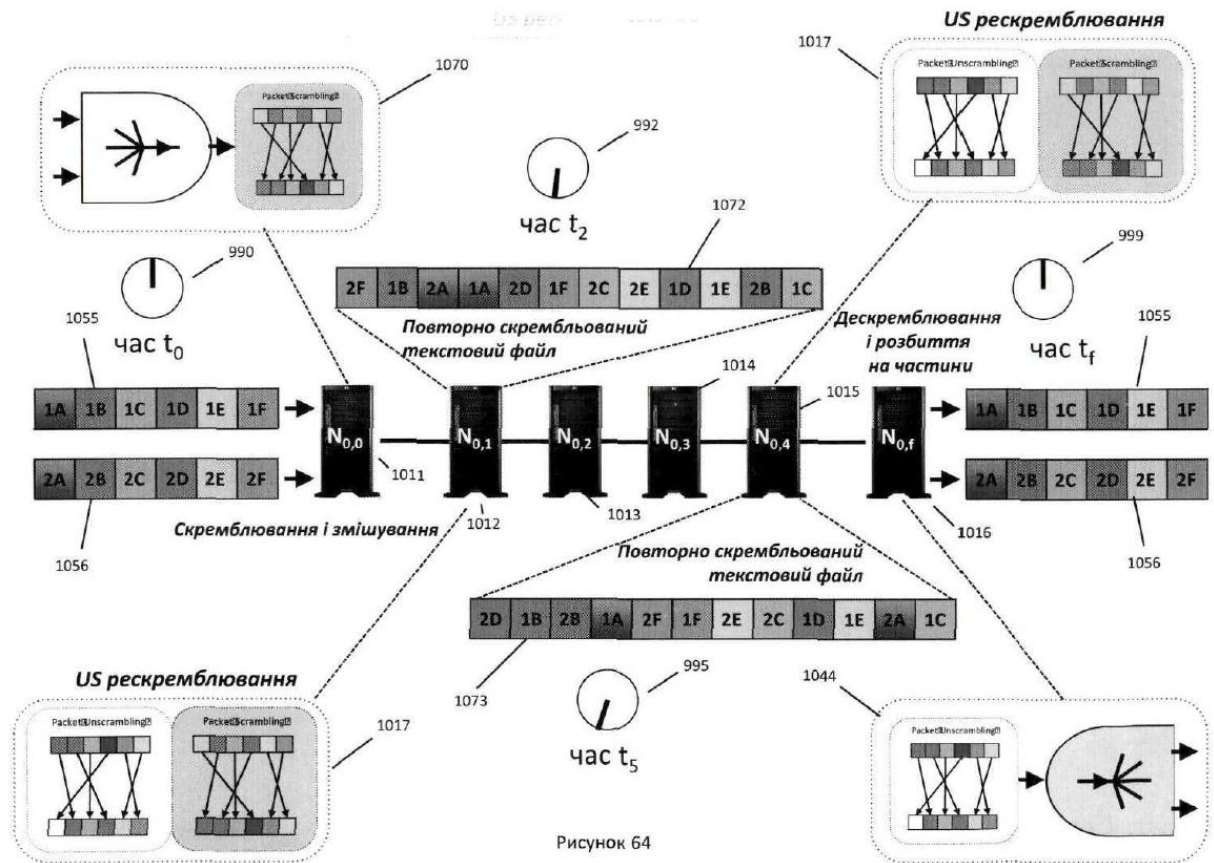 US рескремблювання
1017
1070
Packet Scrambling
Packet Unscrambling
Packet Scrambling
992
час t2
1072
990
999
2F 1B 2A 1A 2D 1F 2C 2E 1D 1E 2B 1C
1055
час t0
Повторно скрембльований
текстовий файл
Дескремблювання
і розбиття
на частини
час tf
1055
1014
1015
1A 1B 1C 1D 1E 1F
N0,0
N0,1
N0,2
N0,3
N0,4
N0,f
1A 1B 1C 1D 1E 1F
2A 2B 2C 2D 2E 2F
1011
2A 2B 2C 2D 2E 2F
1056
Скремблювання і змішування
1012
1013
1016
1056
Повторно скрембльований
текстовий файл
2D 1B 2B 1A 2F 1F 2E 2C 1D 1E 2A 1C
US рескремблювання
1073
995
1044
Packet Unscrambling
Packet Scrambling
1017
час t5
Packet Unscrambling
Рисунок 64